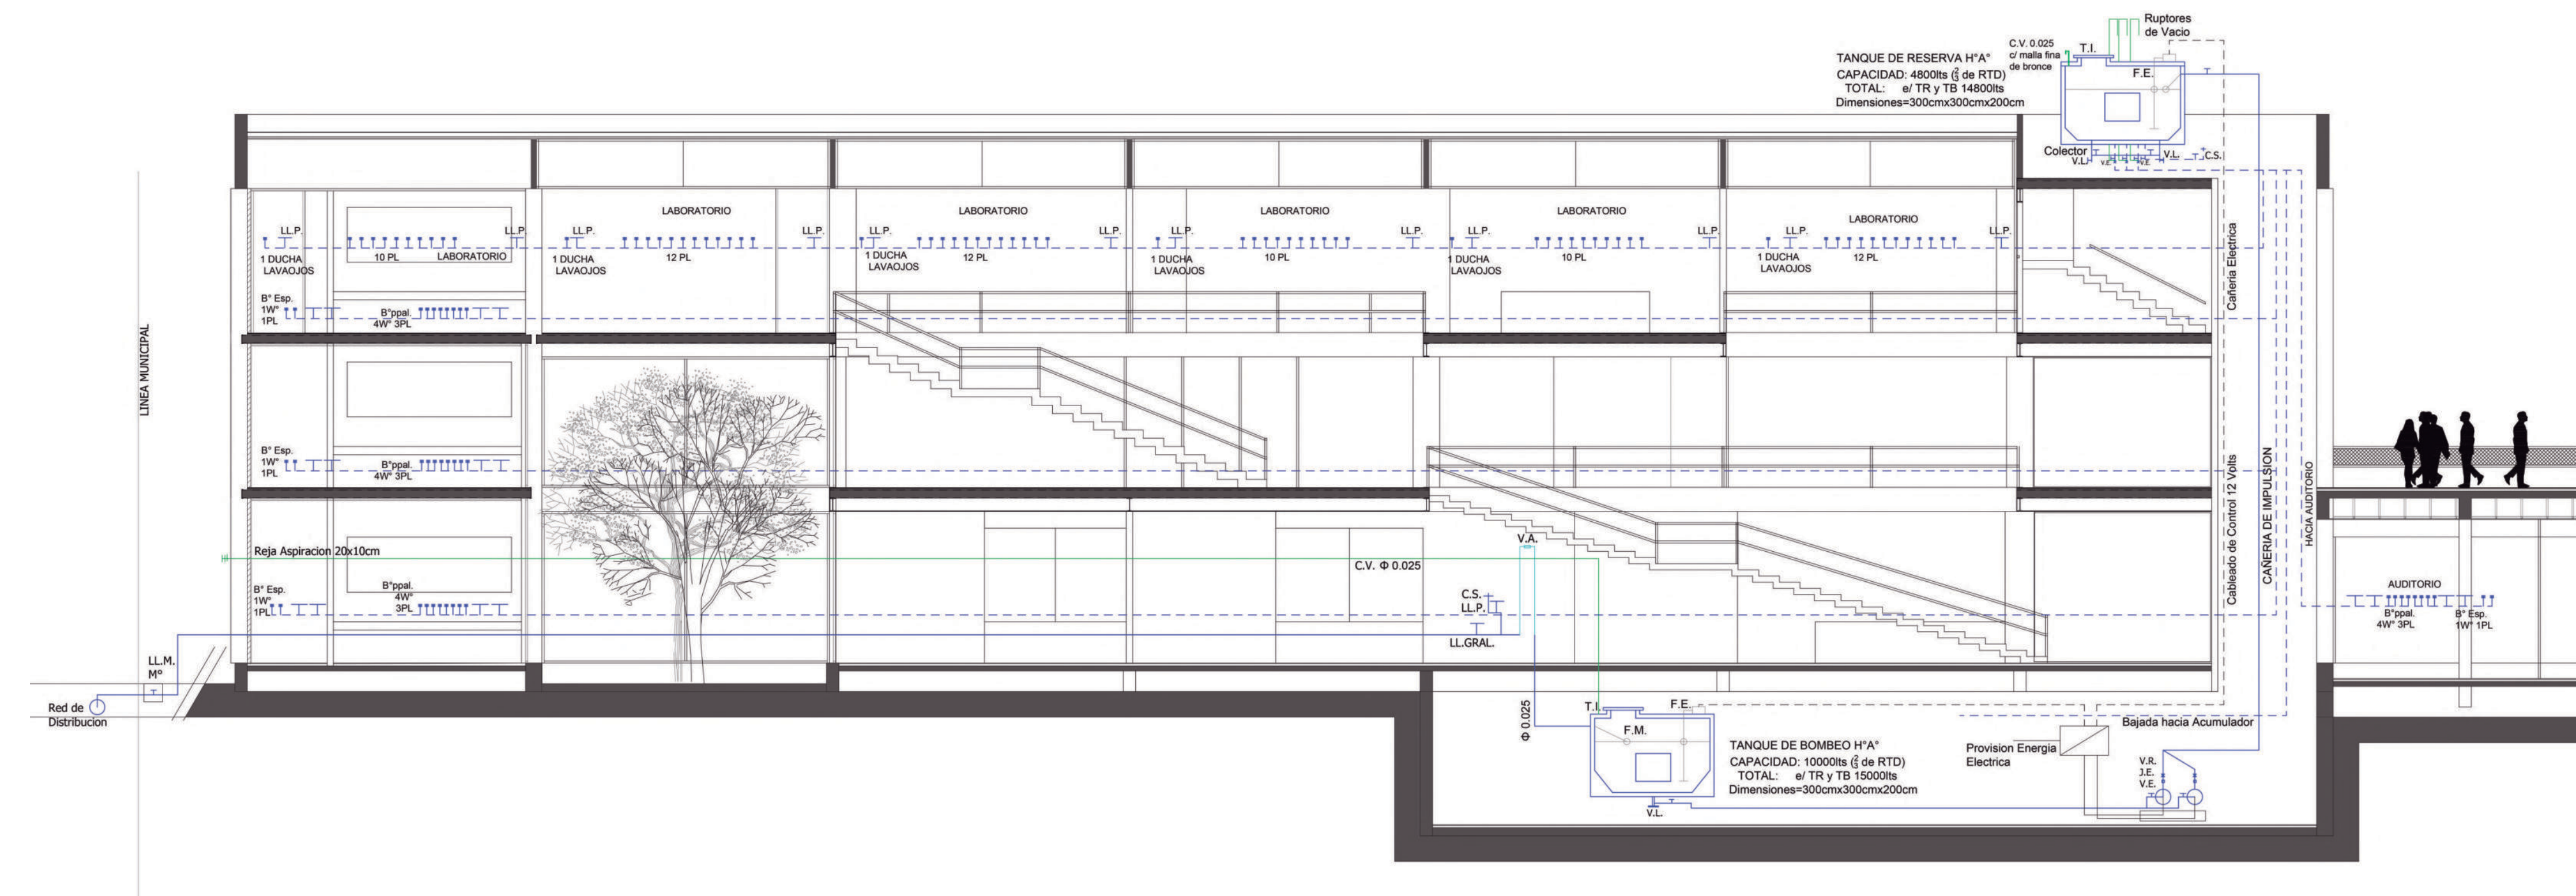 Ruptores
de Vacio
C.V. 0.025
c/ malla fina
de bronce
T.I.
F.E.
TANQUE DE RESERVA H°A°
CAPACIDAD: 4800lts (2/3 de RTD)
TOTAL: e/ TR y TB 14800lts
Dimensiones=300cmx300cmx200cm
Colector
V.L.
V.E.
V.E.
V.L.
C.S.
LABORATORIO
LABORATORIO
LABORATORIO
LABORATORIO
LABORATORIO
LL.P.
LL.P.
LL.P.
LL.P.
LL.P.
LL.P.
LL.P.
LL.P.
LL.P.
LL.P.
LL.P.
LL.P.
1 DUCHA
LAVAOJOS
10 PL
LABORATORIO
1 DUCHA
LAVAOJOS
12 PL
1 DUCHA
LAVAOJOS
12 PL
1 DUCHA
LAVAOJOS
10 PL
1 DUCHA
LAVAOJOS
10 PL
1 DUCHA
LAVAOJOS
12 PL
B° Esp.
1W°
1PL
B°ppal.
4W° 3PL
Cañeria Electrica
LINEA MUNICIPAL
B° Esp.
1W°
1PL
B°ppal.
4W° 3PL
Cableado de Control 12 Volts
CAÑERIA DE IMPULSION
HACIA AUDITORIO
Reja Aspiracion 20x10cm
V.A.
C.V. Φ 0.025
B° Esp.
1W°
1PL
B°ppal.
4W°
3PL
C.S.
LL.P.
LL.GRAL.
AUDITORIO
B°ppal.
4W° 3PL
B° Esp.
1W° 1PL
LL.M.
M°
Red de
Distribucion
Φ 0.025
T.I.
F.E.
F.M.
V.L.
TANQUE DE BOMBEO H°A°
CAPACIDAD: 10000lts (2/3 de RTD)
TOTAL: e/ TR y TB 15000lts
Dimensiones=300cmx300cmx200cm
Bajada hacia Acumulador
Provision Energia
Electrica
V.R.
J.E.
V.E.